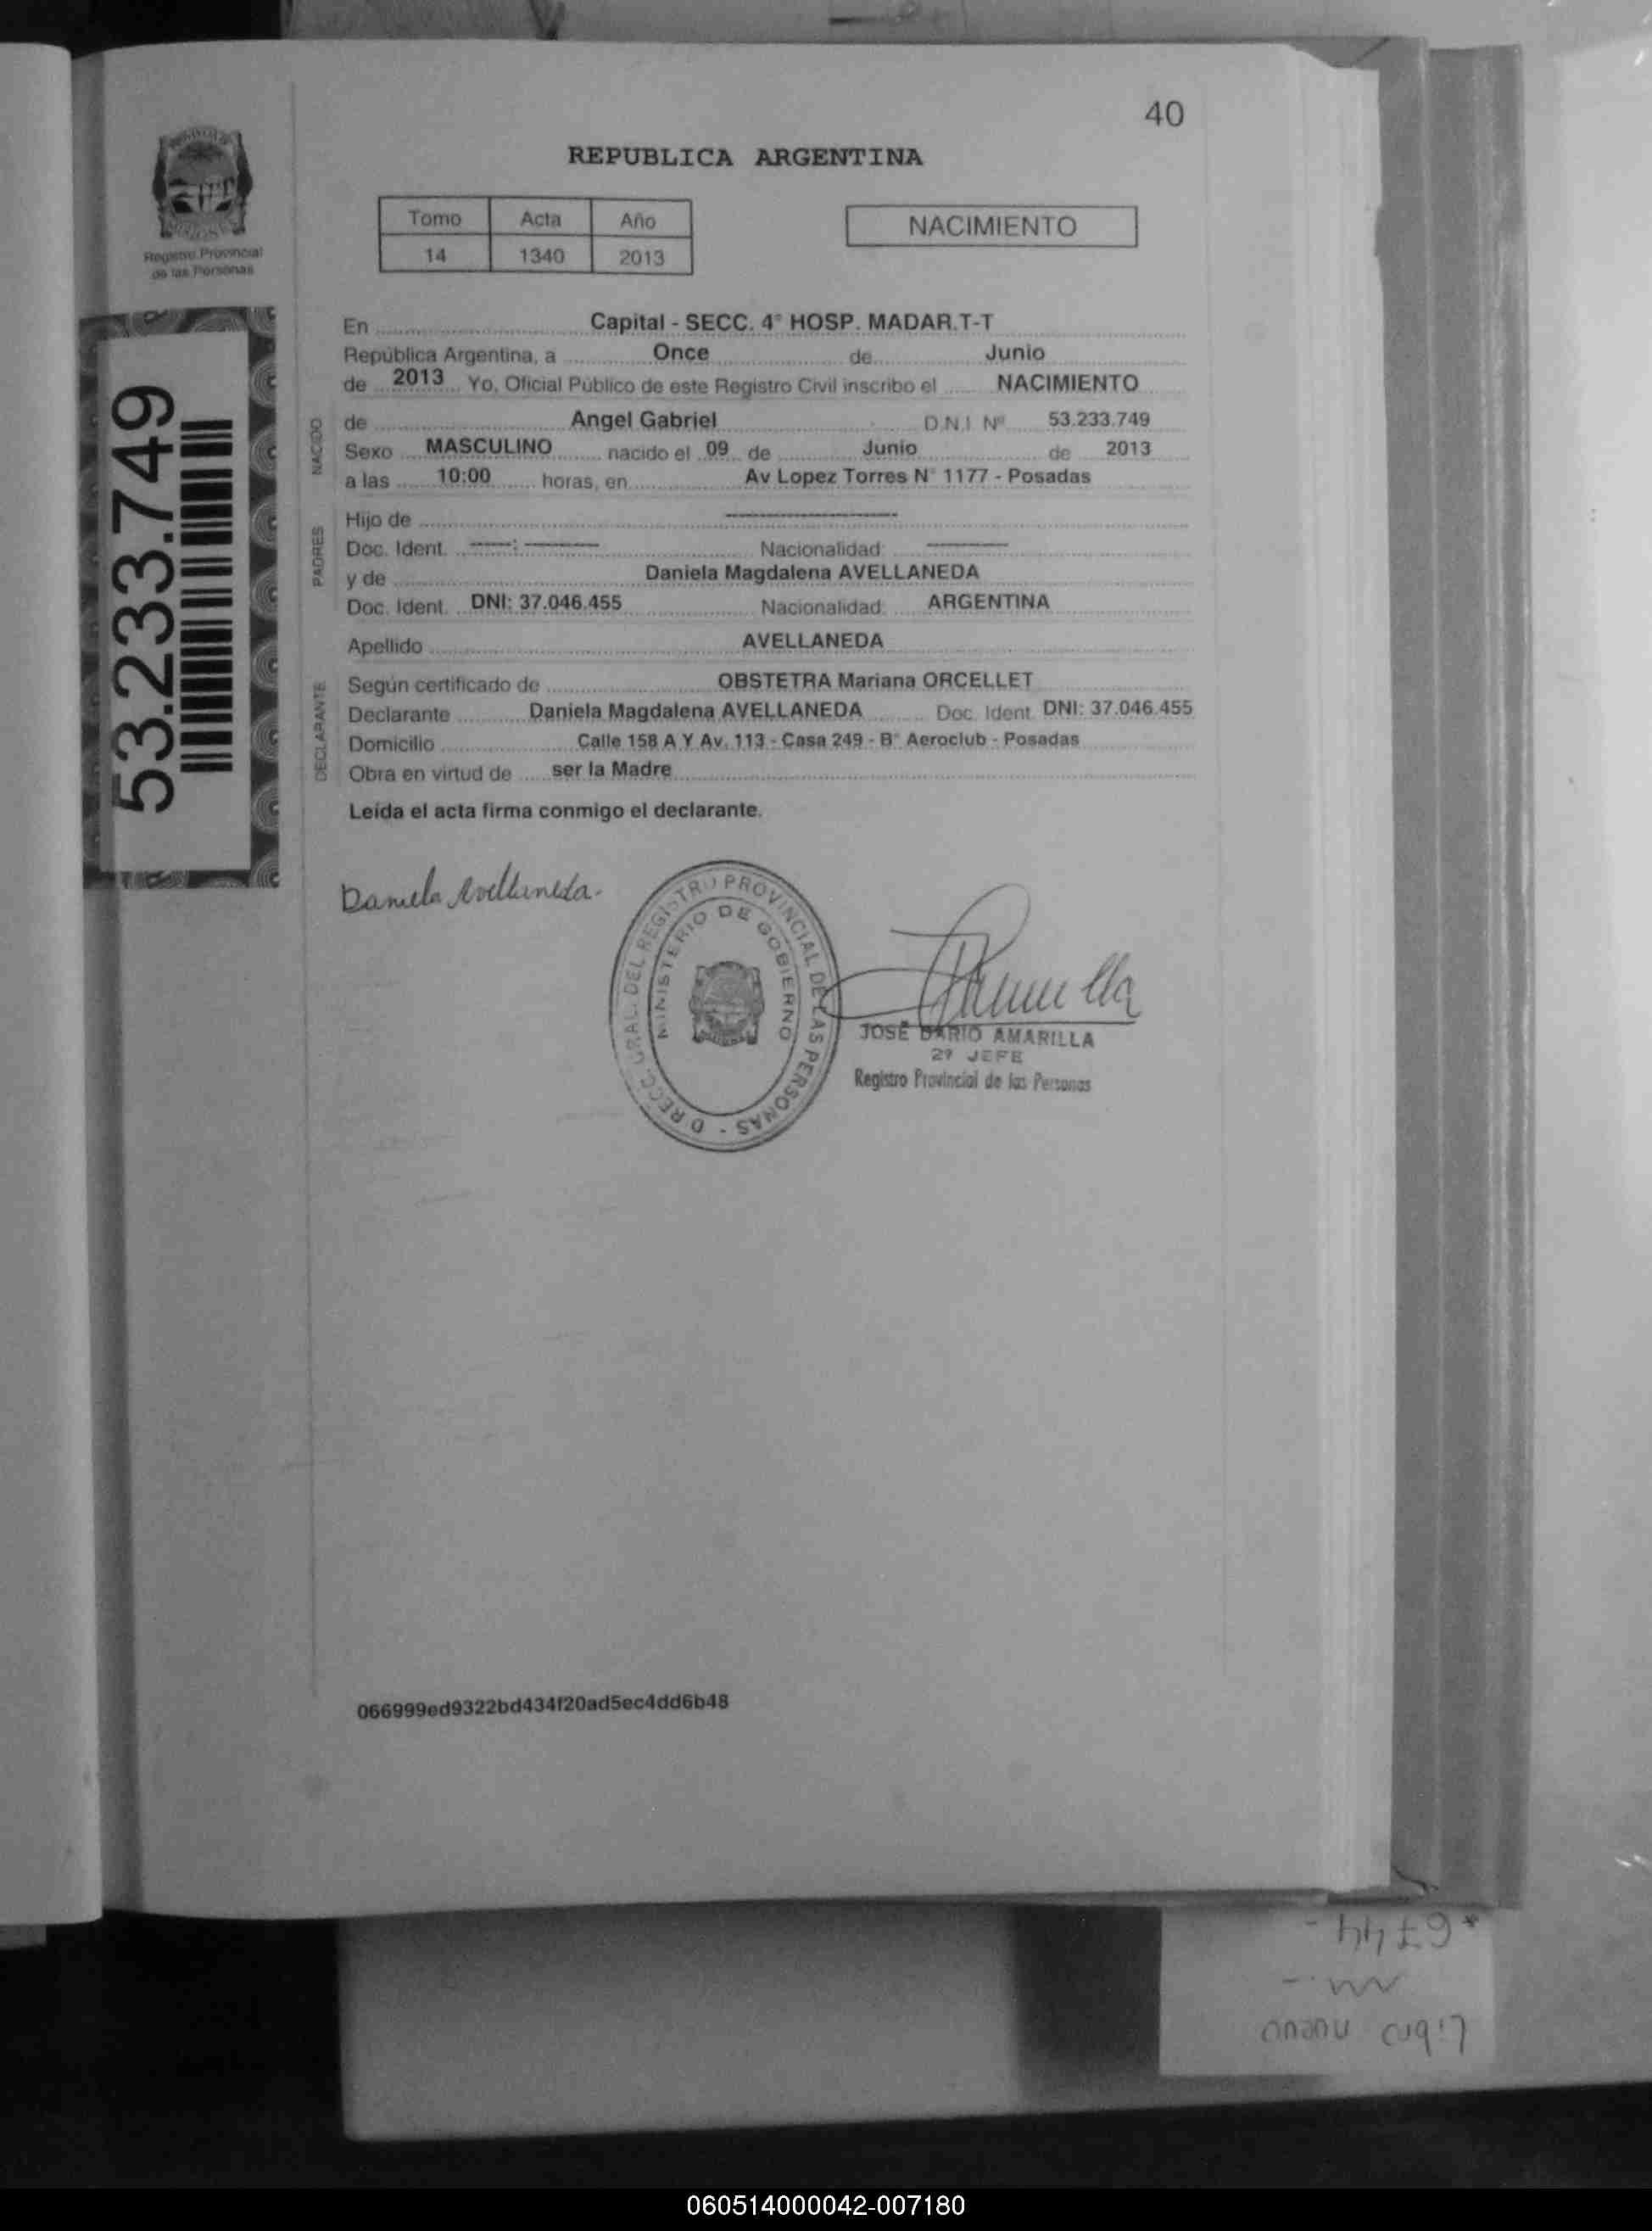 40
REPUBLICA ARGENTINA
Registro Provincial
de las Personas
Tomo Acta Año
14 1340 2013
NACIMIENTO
53.233.749
En Capital - SECC. 4° HOSP. MADAR.T-T
República Argentina, a Once de Junio
de 2013 Yo, Oficial Público de este Registro Civil inscribo el NACIMIENTO
NACIDO
de Angel Gabriel D.N.I. Nº 53.233.749
Sexo MASCULINO nacido el 09 de Junio de 2013
a las 10:00 horas, en Av Lopez Torres N° 1177 - Posadas
PADRES
Hijo de ----------
Doc. Ident. ----: ------- Nacionalidad: -------
y de Daniela Magdalena AVELLANEDA
Doc. Ident. DNI: 37.046.455 Nacionalidad: ARGENTINA
Apellido AVELLANEDA
DECLARANTE
Según certificado de OBSTETRA Mariana ORCELLET
Declarante Daniela Magdalena AVELLANEDA Doc. Ident. DNI: 37.046.455
Domicilio Calle 158 A Y Av. 113 - Casa 249 - B° Aeroclub - Posadas
Obra en virtud de ser la Madre
Leída el acta firma conmigo el declarante.
Daniela Avellaneda.
DIRECC. GRAL. DEL REGISTRO PROVINCIAL DE LAS PERSONAS -
MINISTERIO DE GOBIERNO
JOSÉ DARIO AMARILLA
2º JEFE
Registro Provincial de las Personas
066999ed9322bd434f20ad5ec4dd6b48
Libro nuevo
*6744-
060514000042-007180